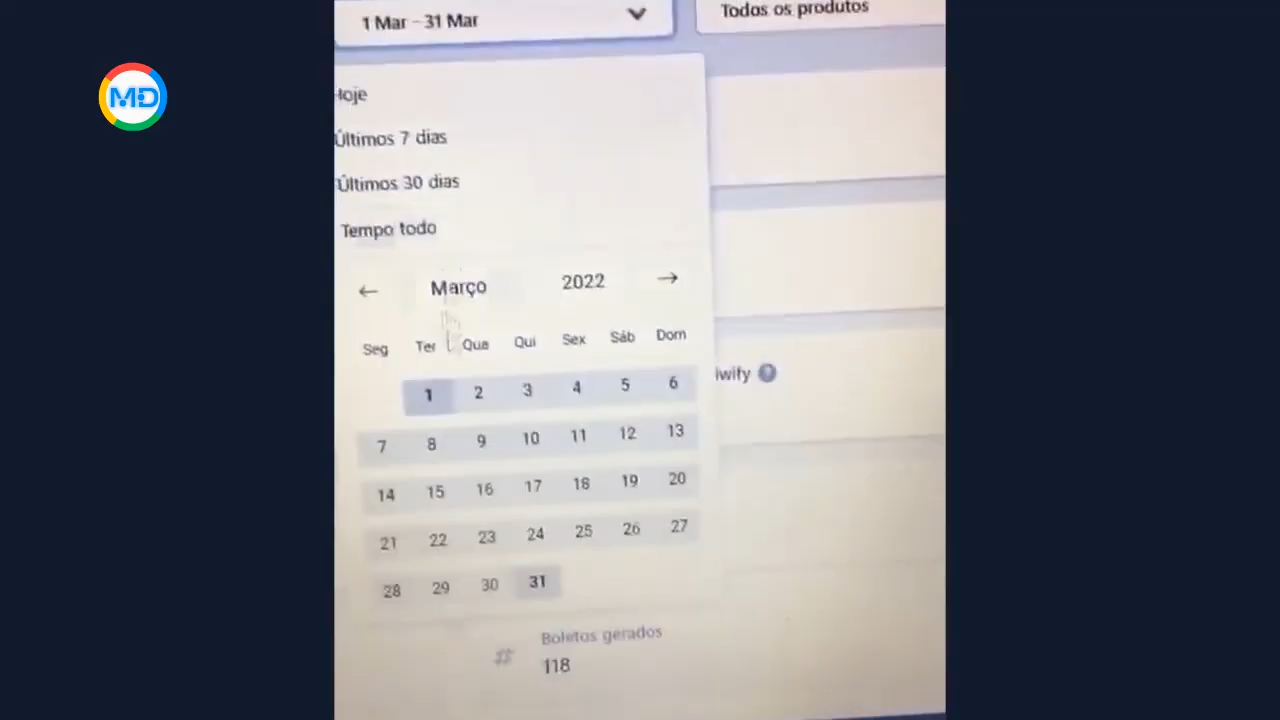 MD
1 Mar - 31 Mar
Todos os produtos
Hoje
Últimos 7 dias
Últimos 30 dias
Tempo todo
← Março 2022 →
Seg Ter Qua Qui Sex Sáb Dom
1 2 3 4 5 6
iwify ?
7 8 9 10 11 12 13
14 15 16 17 18 19 20
21 22 23 24 25 26 27
28 29 30 31
Boletos gerados
# 118